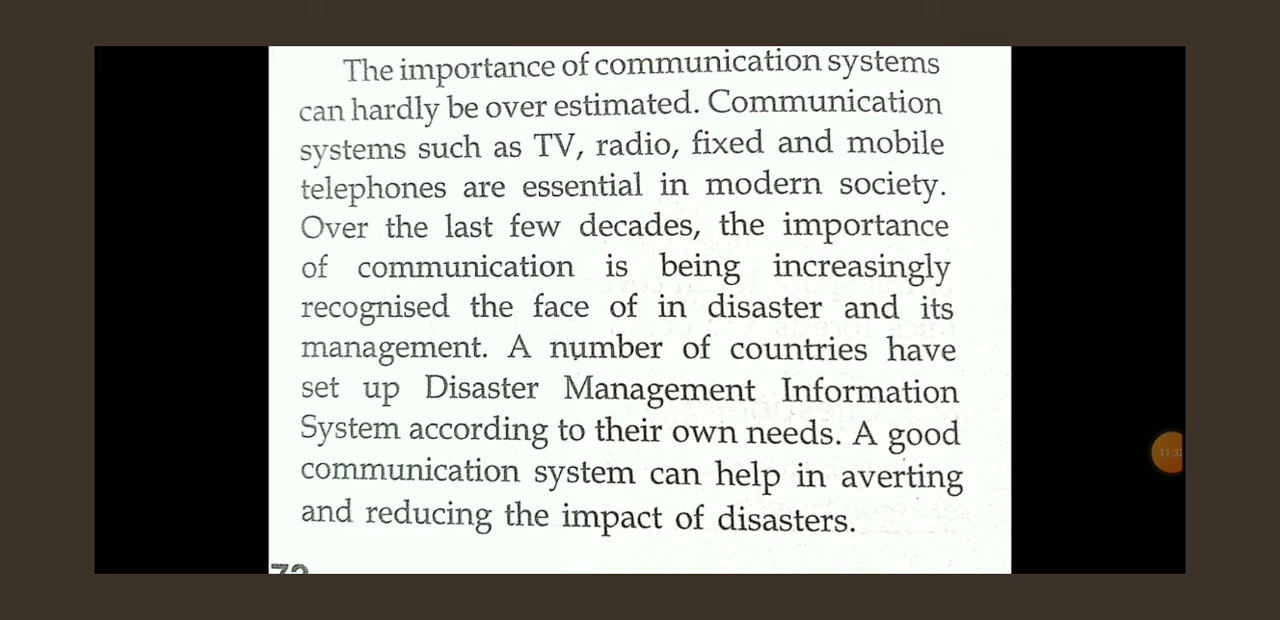 The importance of communication systems
can hardly be over estimated. Communication
systems such as TV, radio, fixed and mobile
telephones are essential in modern society.
Over the last few decades, the importance
of communication is being increasingly
recognised the face of in disaster and its
management. A number of countries have
set up Disaster Management Information
System according to their own needs. A good
communication system can help in averting
and reducing the impact of disasters.